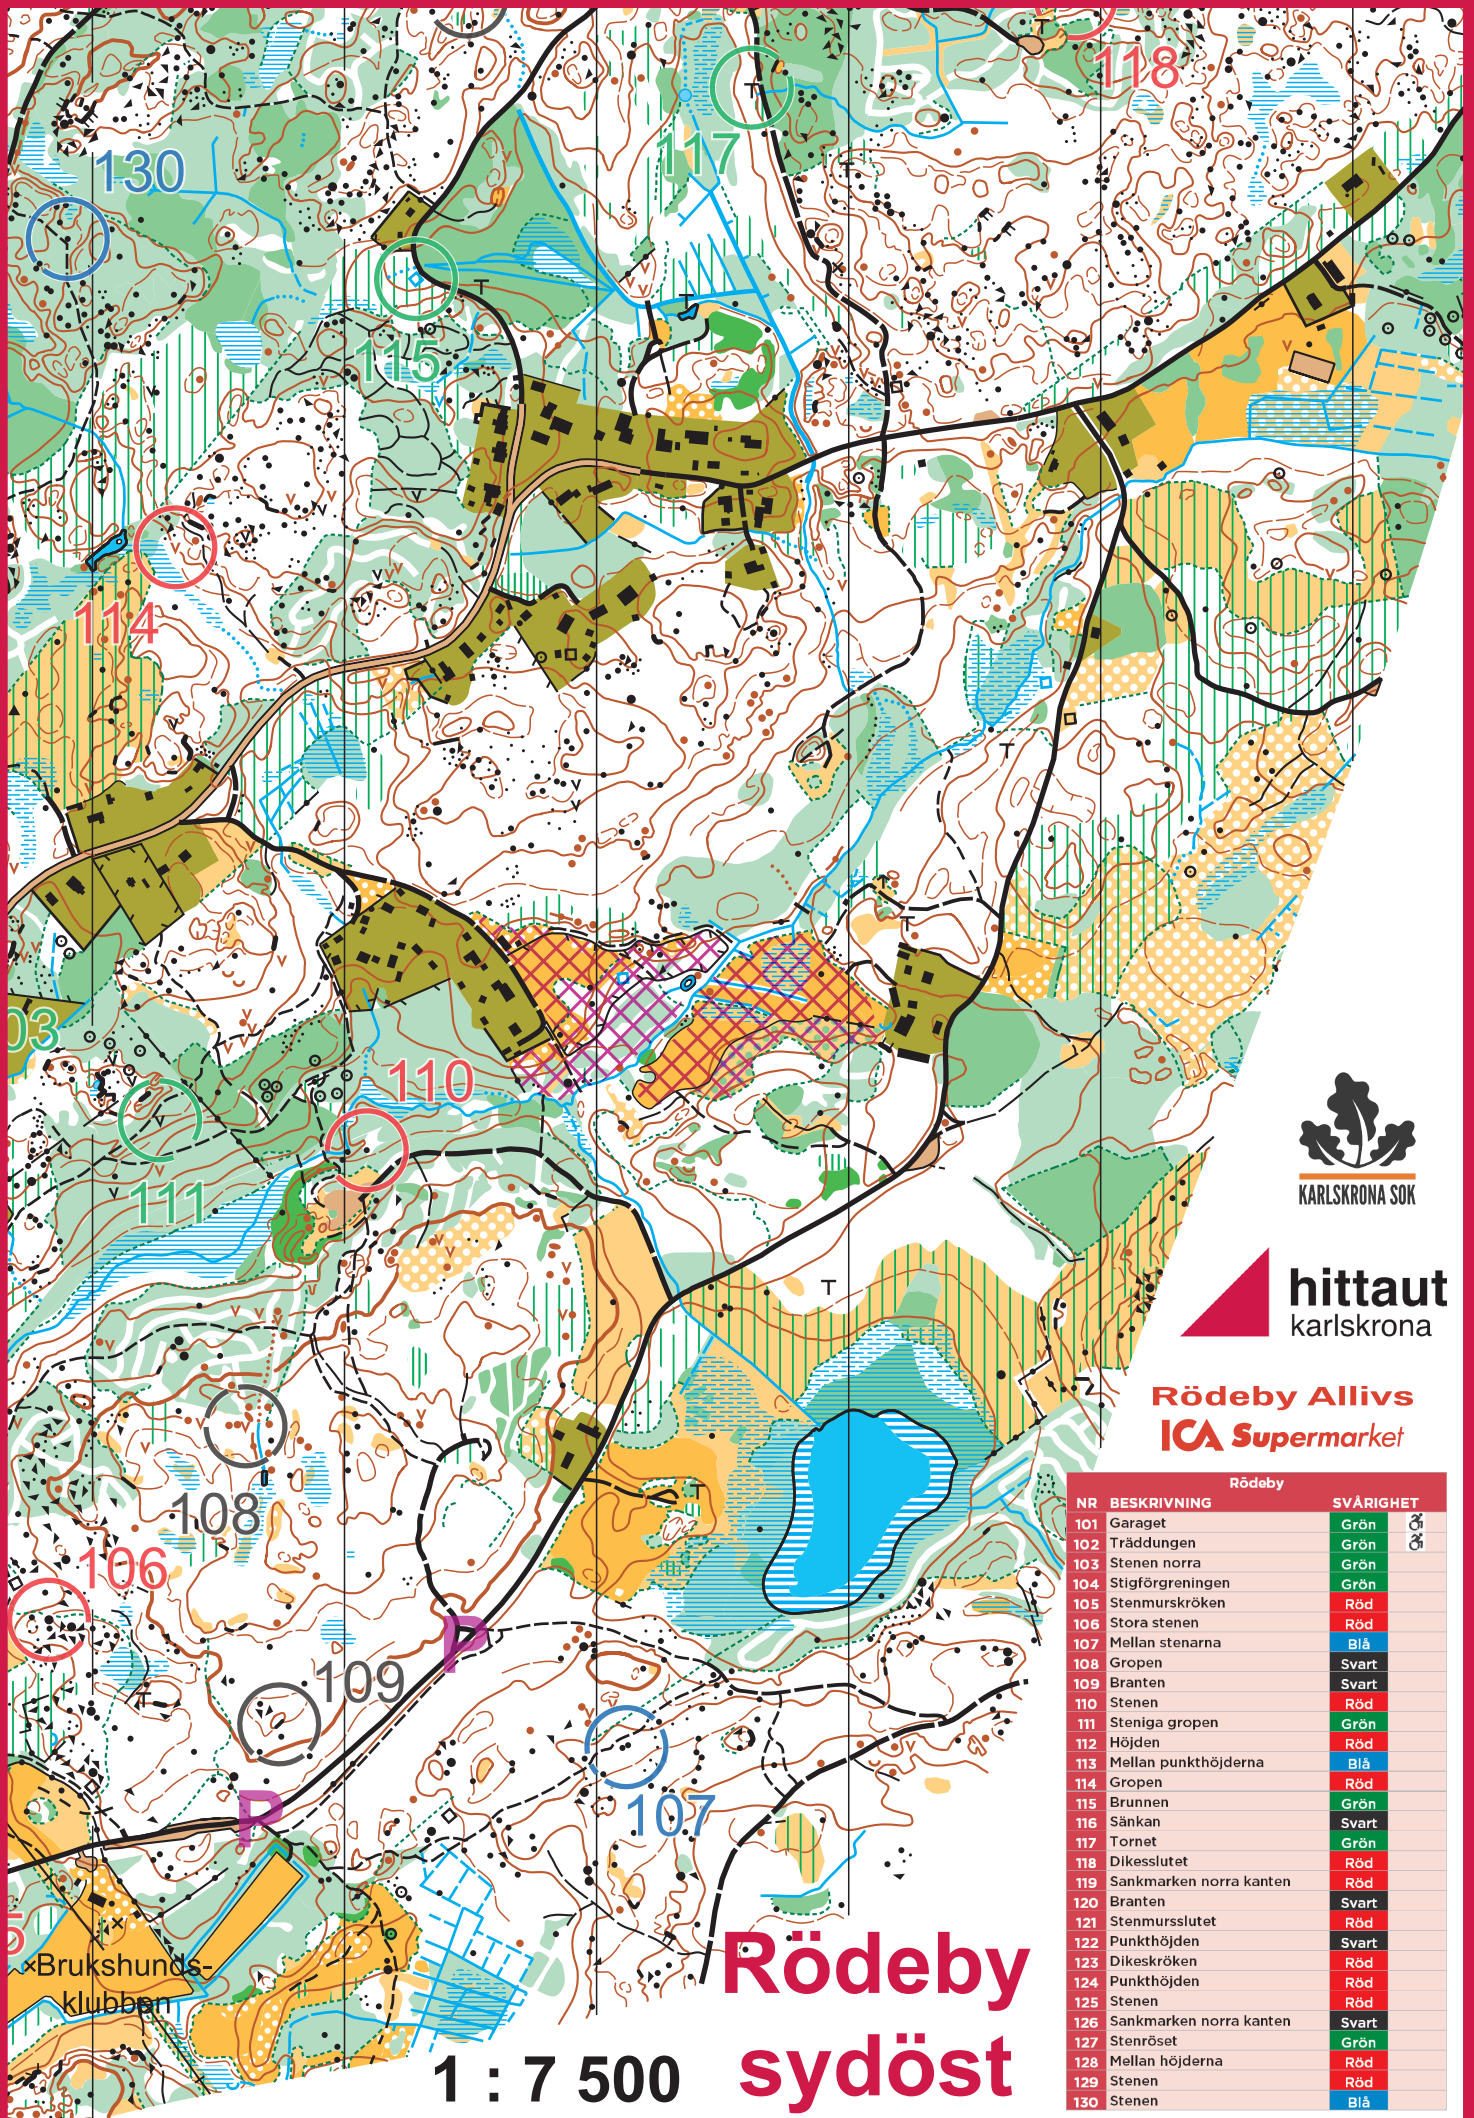 118
117
130
115
114
03
110
111
108
106
109
P
107
P
5
Brukshunds-
klubben
KARLSKRONA SOK
hittaut
karlskrona
Rödeby Allivs
ICA Supermarket
Rödeby
NR BESKRIVNING SVÅRIGHET
101 Garaget Grön
102 Träddungen Grön
103 Stenen norra Grön
104 Stigförgreningen Grön
105 Stenmurskröken Röd
106 Stora stenen Röd
107 Mellan stenarna Blå
108 Gropen Svart
109 Branten Svart
110 Stenen Röd
111 Steniga gropen Grön
112 Höjden Röd
113 Mellan punkthöjderna Blå
114 Gropen Röd
115 Brunnen Grön
116 Sänkan Svart
117 Tornet Grön
118 Dikesslutet Röd
119 Sankmarken norra kanten Röd
120 Branten Svart
121 Stenmursslutet Röd
122 Punkthöjden Svart
123 Dikeskröken Röd
124 Punkthöjden Röd
125 Stenen Röd
126 Sankmarken norra kanten Svart
127 Stenröset Grön
128 Mellan höjderna Röd
129 Stenen Röd
130 Stenen Blå
Rödeby
sydöst
1 : 7 500